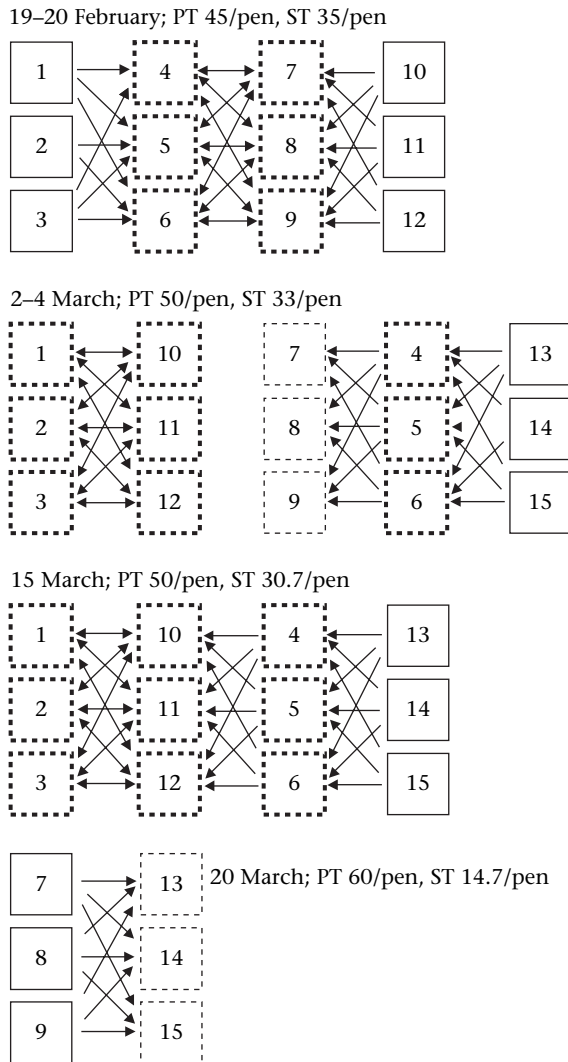 19–20 February; PT 45/pen, ST 35/pen
1 4 7 10
2 5 8 11
3 6 9 12
2–4 March; PT 50/pen, ST 33/pen
1 10 7 4 13
2 11 8 5 14
3 12 9 6 15
15 March; PT 50/pen, ST 30.7/pen
1 10 4 13
2 11 5 14
3 12 6 15
7 13 20 March; PT 60/pen, ST 14.7/pen
8 14
9 15